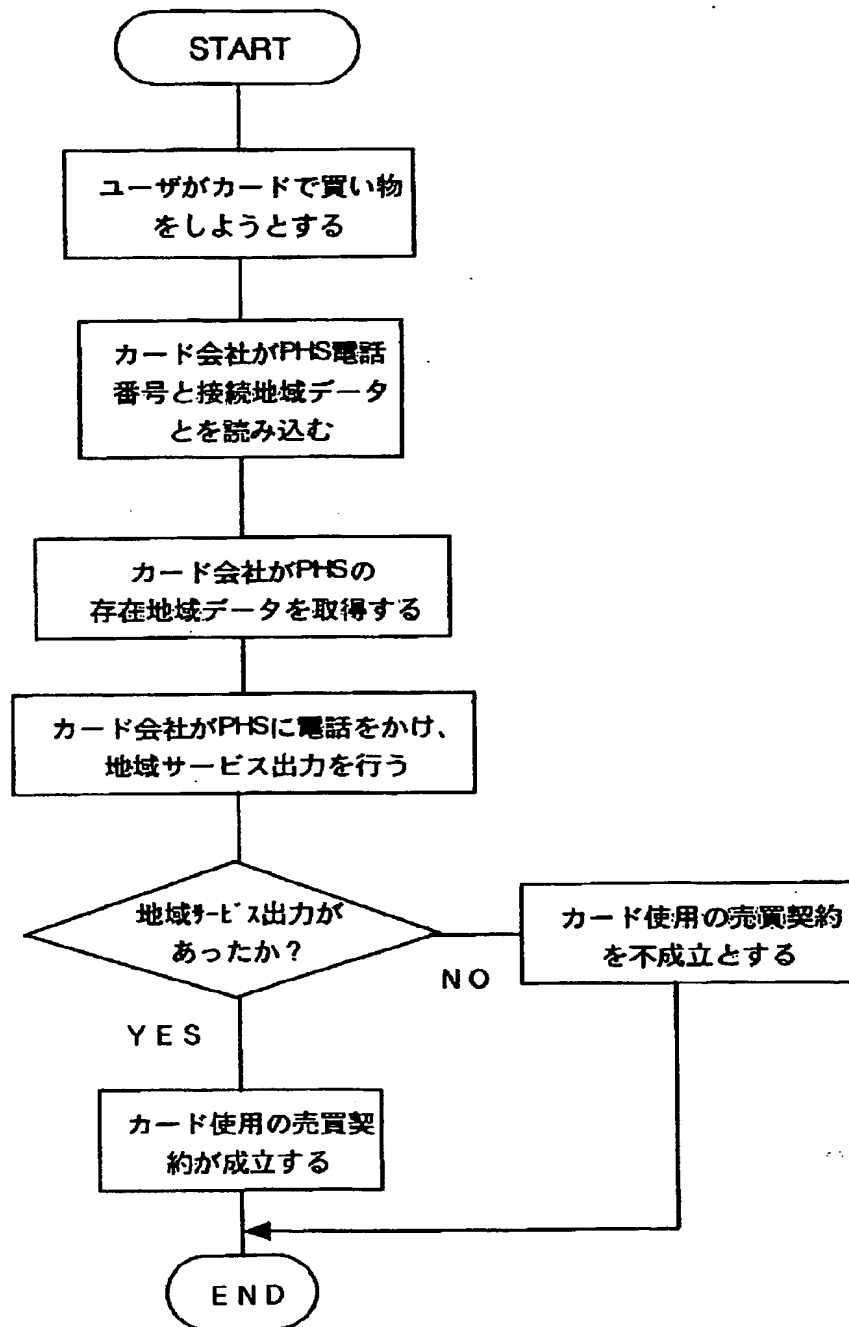 START
ユーザがカードで買い物
をしようとする
カード会社がPHS電話
番号と接続地域データ
とを読み込む
カード会社がPHSの
存在地域データを取得する
カード会社がPHSに電話をかけ、
地域サービス出力を行う
地域ｻｰﾋﾞｽ出力が
あったか？
NO
カード使用の売買契約
を不成立とする
YES
カード使用の売買契
約が成立する
END